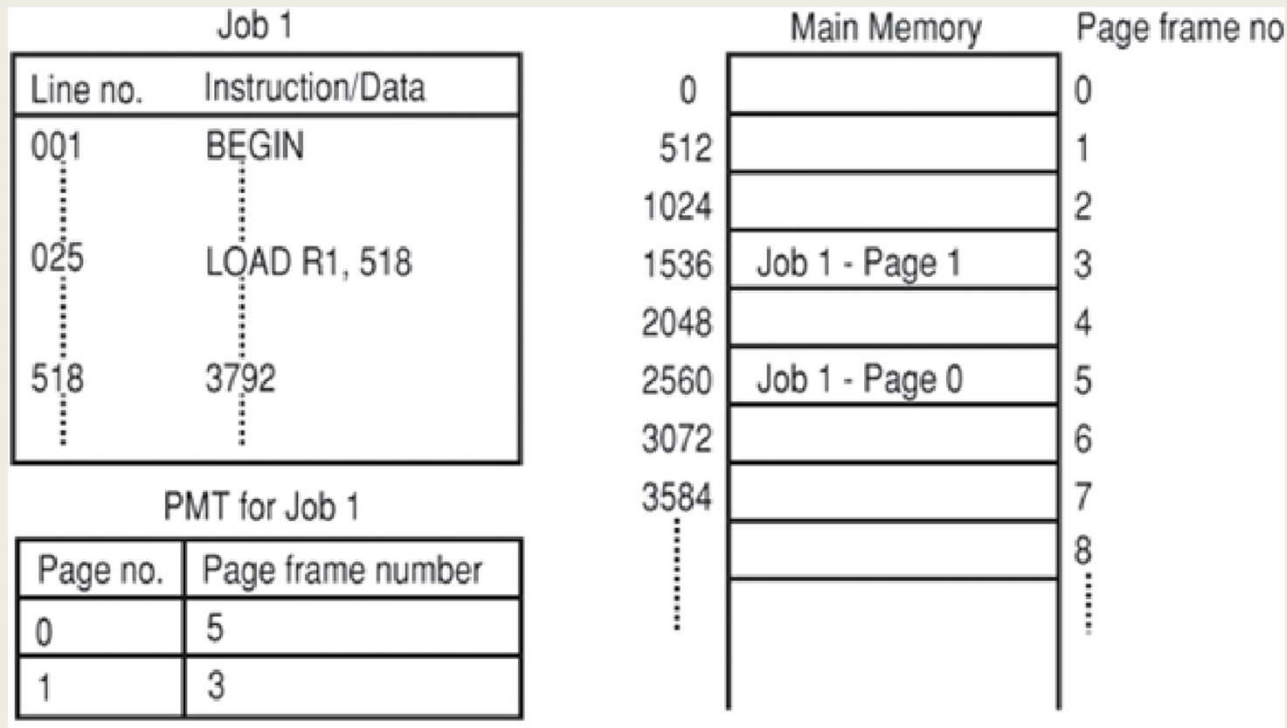 Job 1
Line no. Instruction/Data
001 BEGIN
025 LOAD R1, 518
518 3792
PMT for Job 1
Page no. Page frame number
0 5
1 3
Main Memory Page frame no
0 0
512 1
1024 2
1536 Job 1 - Page 1 3
2048 4
2560 Job 1 - Page 0 5
3072 6
3584 7
8